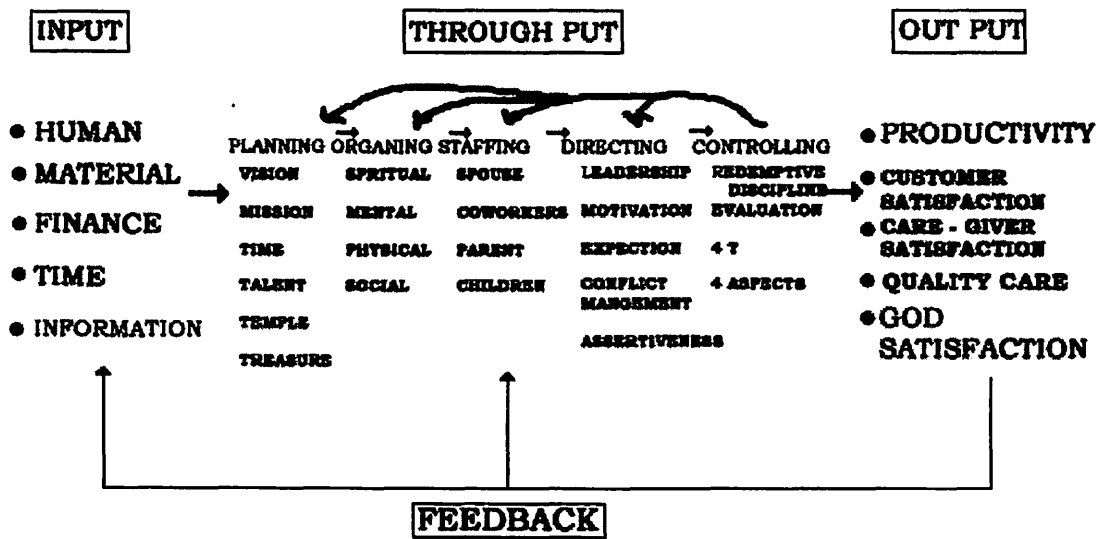 INPUT
THROUGH PUT
OUT PUT
HUMAN
MATERIAL
FINANCE
TIME
INFORMATION
PLANNING ORGANING STAFFING DIRECTING CONTROLLING
VISION SPRITUAL SPOUSE LEADERSHIP REDEMPTIVE
DISCIPLINE
MISSION MENTAL COWORKERS MOTIVATION EVALUATION
TIME PHYSICAL PARENT EXPECTION 4 T
TALENT SOCIAL CHILDREN CONFLICT 4 ASPECTS
MANGEMENT
TEMPLE
ASSERTIVENESS
TREASURE
PRODUCTIVITY
CUSTOMER
SATISFACTION
CARE - GIVER
SATISFACTION
QUALITY CARE
GOD
SATISFACTION
FEEDBACK